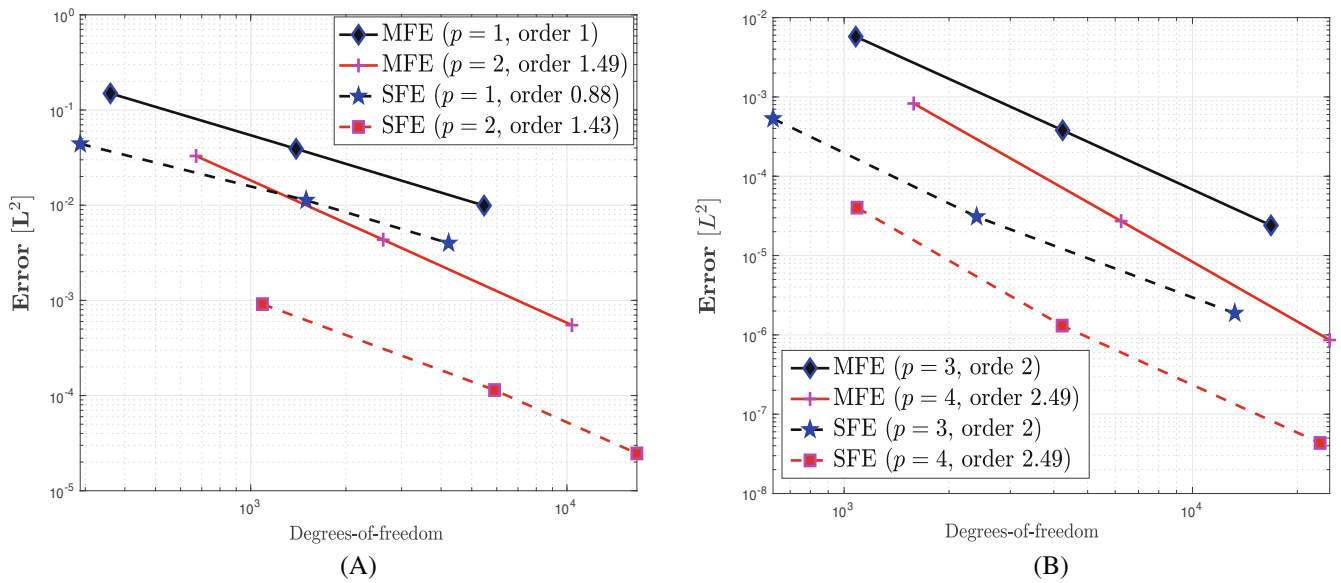 10^0
10^-1
10^-2
10^-3
10^-4
10^-5
Error [L^2]
MFE (p = 1, order 1)
MFE (p = 2, order 1.49)
SFE (p = 1, order 0.88)
SFE (p = 2, order 1.43)
10^3
10^4
Degrees-of-freedom
(A)
10^-2
10^-3
10^-4
10^-5
10^-6
10^-7
10^-8
Error [L^2]
MFE (p = 3, orde 2)
MFE (p = 4, order 2.49)
SFE (p = 3, order 2)
SFE (p = 4, order 2.49)
10^3
10^4
Degrees-of-freedom
(B)